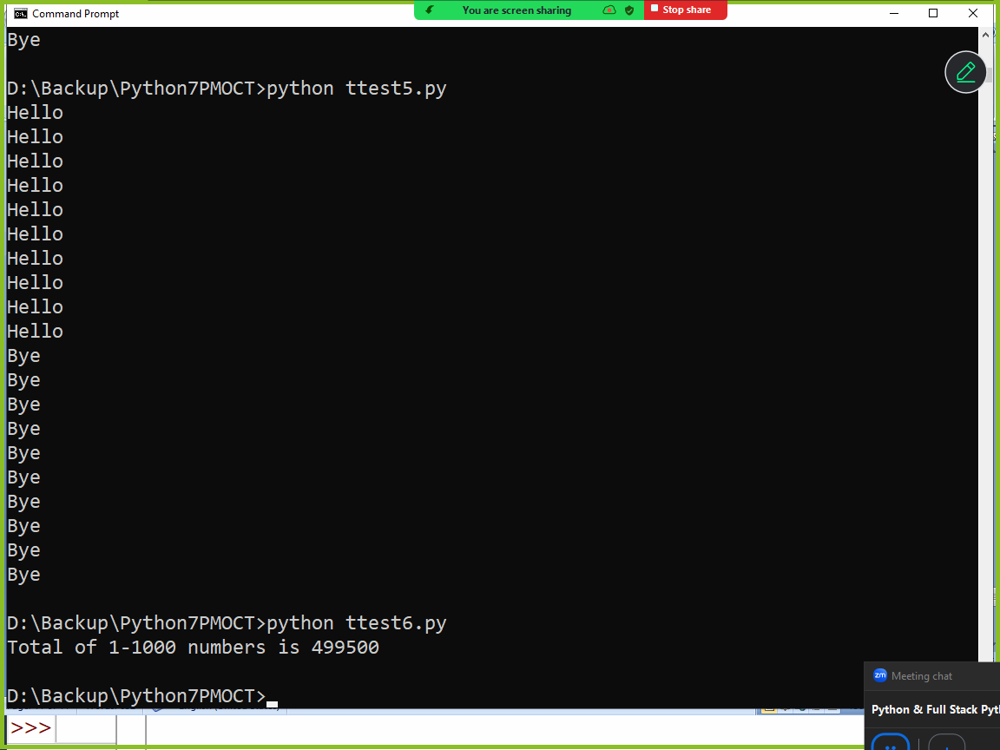 Command Prompt
You are screen sharing
Stop share
Bye
D:\Backup\Python7PMOCT>python ttest5.py
Hello
Hello
Hello
Hello
Hello
Hello
Hello
Hello
Hello
Hello
Bye
Bye
Bye
Bye
Bye
Bye
Bye
Bye
Bye
Bye
D:\Backup\Python7PMOCT>python ttest6.py
Total of 1-1000 numbers is 499500
D:\Backup\Python7PMOCT>
zm Meeting chat
Python & Full Stack Pyt
>>>